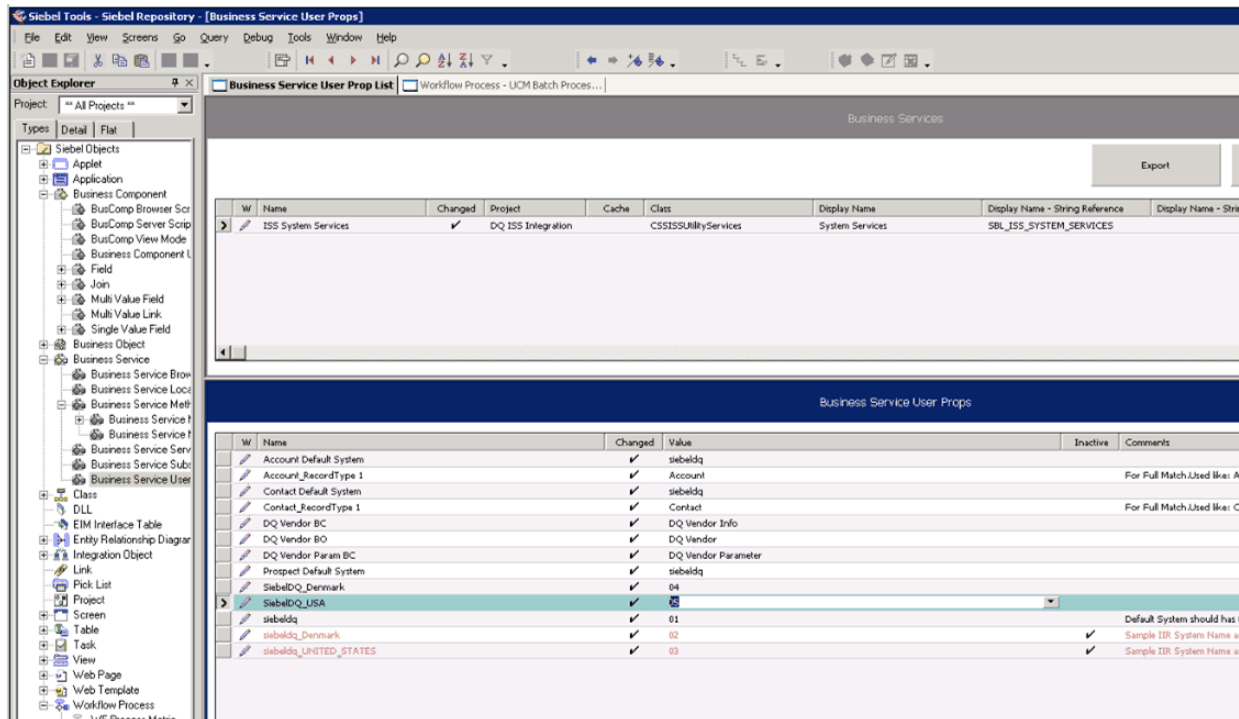 Siebel Tools - Siebel Repository - [Business Service User Props]
File Edit View Screens Go Query Debug Tools Window Help
Object Explorer
Project: ** All Projects **
Types Detail Flat
Siebel Objects
Applet
Application
Business Component
BusComp Browser Scr
BusComp Server Scrip
BusComp View Mode
Business Component U
Field
Join
Multi Value Field
Multi Value Link
Single Value Field
Business Object
Business Service
Business Service Brow
Business Service Loca
Business Service Meth
Business Service M
Business Service M
Business Service Serv
Business Service Subs
Business Service User
Class
DLL
EIM Interface Table
Entity Relationship Diagrar
Integration Object
Link
Pick List
Project
Screen
Table
Task
View
Web Page
Web Template
Workflow Process
WF Process Metric
Business Service User Prop List Workflow Process - UCM Batch Proces...
Business Services
Export
W Name Changed Project Cache Class Display Name Display Name - String Reference Display Name - Stri
ISS System Services DQ ISS Integration CSSISSUtilityServices System Services SBL_ISS_SYSTEM_SERVICES
Business Service User Props
W Name Changed Value Inactive Comments
Account Default System siebeldq
Account_RecordType 1 Account For Full Match.Used like: A
Contact Default System siebeldq
Contact_RecordType 1 Contact For Full Match.Used like: C
DQ Vendor BC DQ Vendor Info
DQ Vendor BO DQ Vendor
DQ Vendor Param BC DQ Vendor Parameter
Prospect Default System siebeldq
SiebelDQ_Denmark 04
SiebelDQ_USA 05
siebeldq 01 Default System should has
siebeldq_Denmark 02 Sample IIR System Name a
siebeldq_UNITED_STATES 03 Sample IIR System Name a